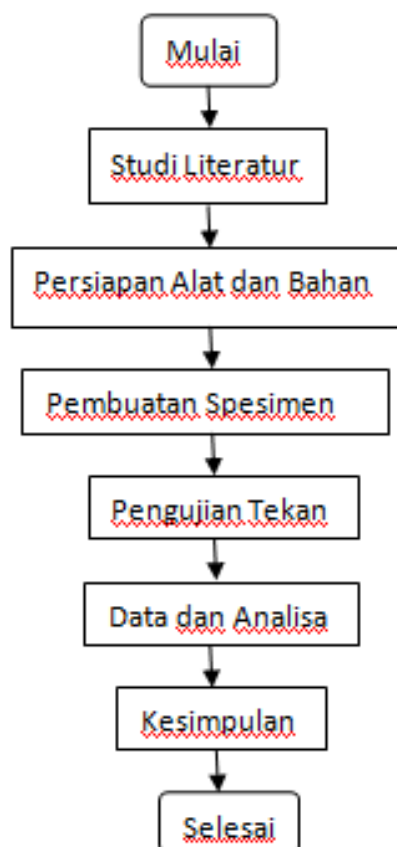 Mulai
Studi Literatur
Persiapan Alat dan Bahan
Pembuatan Spesimen
Pengujian Tekan
Data dan Analisa
Kesimpulan
Selesai